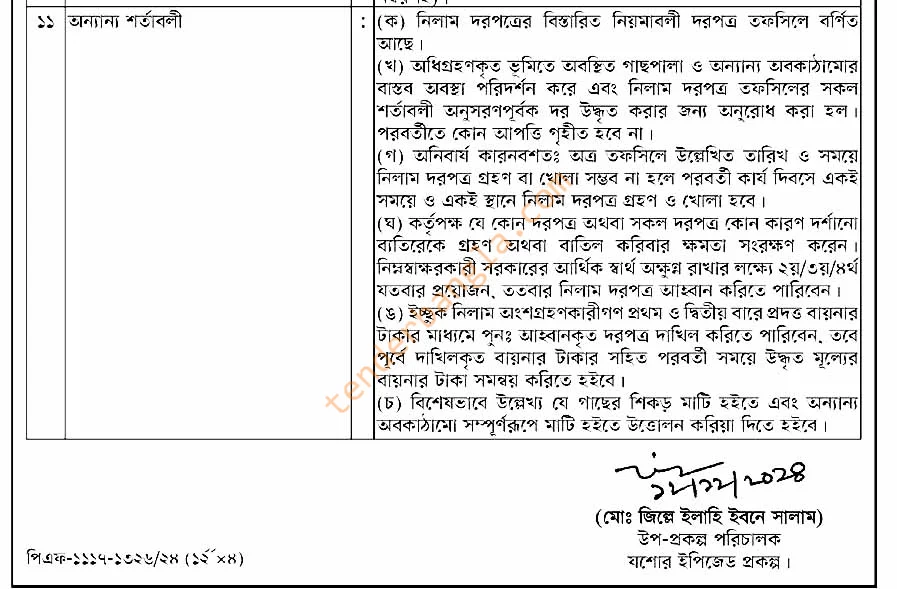 ১১ অন্যান্য শর্তাবলী : (ক) নিলাম দরপত্রের বিস্তারিত নিয়মাবলী দরপত্র তফসিলে বর্ণিত
আছে।
(খ) অধিগ্রহণকৃত ভূমিতে অবস্থিত গাছপালা ও অন্যান্য অবকাঠামোর
বাস্তব অবস্থা পরিদর্শন করে এবং নিলাম দরপত্র তফসিলের সকল
শর্তাবলী অনুসরণপূর্বক দর উদ্ধৃত করার জন্য অনুরোধ করা হল।
পরবর্তীতে কোন আপত্তি গৃহীত হবে না।
(গ) অনিবার্য কারনবশতঃ অত্র তফসিলে উল্লেখিত তারিখ ও সময়ে
নিলাম দরপত্র গ্রহণ বা খোলা সম্ভব না হলে পরবর্তী কার্য দিবসে একই
সময়ে ও একই স্থানে নিলাম দরপত্র গ্রহণ ও খোলা হবে।
(ঘ) কর্তৃপক্ষ যে কোন দরপত্র অথবা সকল দরপত্র কোন কারণ দর্শানো
ব্যতিরেকে গ্রহণ অথবা বাতিল করিবার ক্ষমতা সংরক্ষণ করেন।
নিম্নস্বাক্ষরকারী সরকারের আর্থিক স্বার্থ অক্ষুণ্ন রাখার লক্ষ্যে ২য়/৩য়/৪র্থ
যতবার প্রয়োজন, ততবার নিলাম দরপত্র আহ্বান করিতে পারিবেন।
(ঙ) ইচ্ছুক নিলাম অংশগ্রহণকারীগণ প্রথম ও দ্বিতীয় বারে প্রদত্ত বায়নার
টাকার মাধ্যমে পুনঃ আহ্বানকৃত দরপত্র দাখিল করিতে পারিবেন, তবে
পূর্বে দাখিলকৃত বায়নার টাকার সহিত পরবর্তী সময়ে উদ্ধৃত মূল্যের
বায়নার টাকা সমন্বয় করিতে হইবে।
(চ) বিশেষভাবে উল্লেখ্য যে গাছের শিকড় মাটি হইতে এবং অন্যান্য
অবকাঠামো সম্পূর্ণরূপে মাটি হইতে উত্তোলন করিয়া দিতে হইবে।
tenderbangla.com
(মোঃ জিল্লে ইলাহি ইবনে সালাম)
উপ-প্রকল্প পরিচালক
পিএফ-১১১৭-১৩২৬/২৪ (১২˝×৪) যশোর ইপিজেড প্রকল্প।